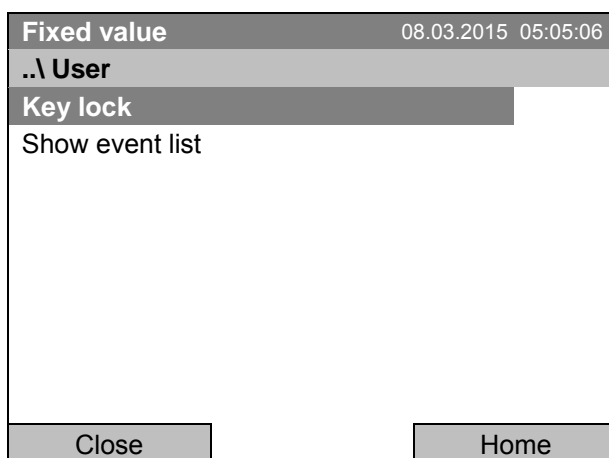 Fixed value 08.03.2015 05:05:06
..\ User
Key lock
Show event list
Close Home